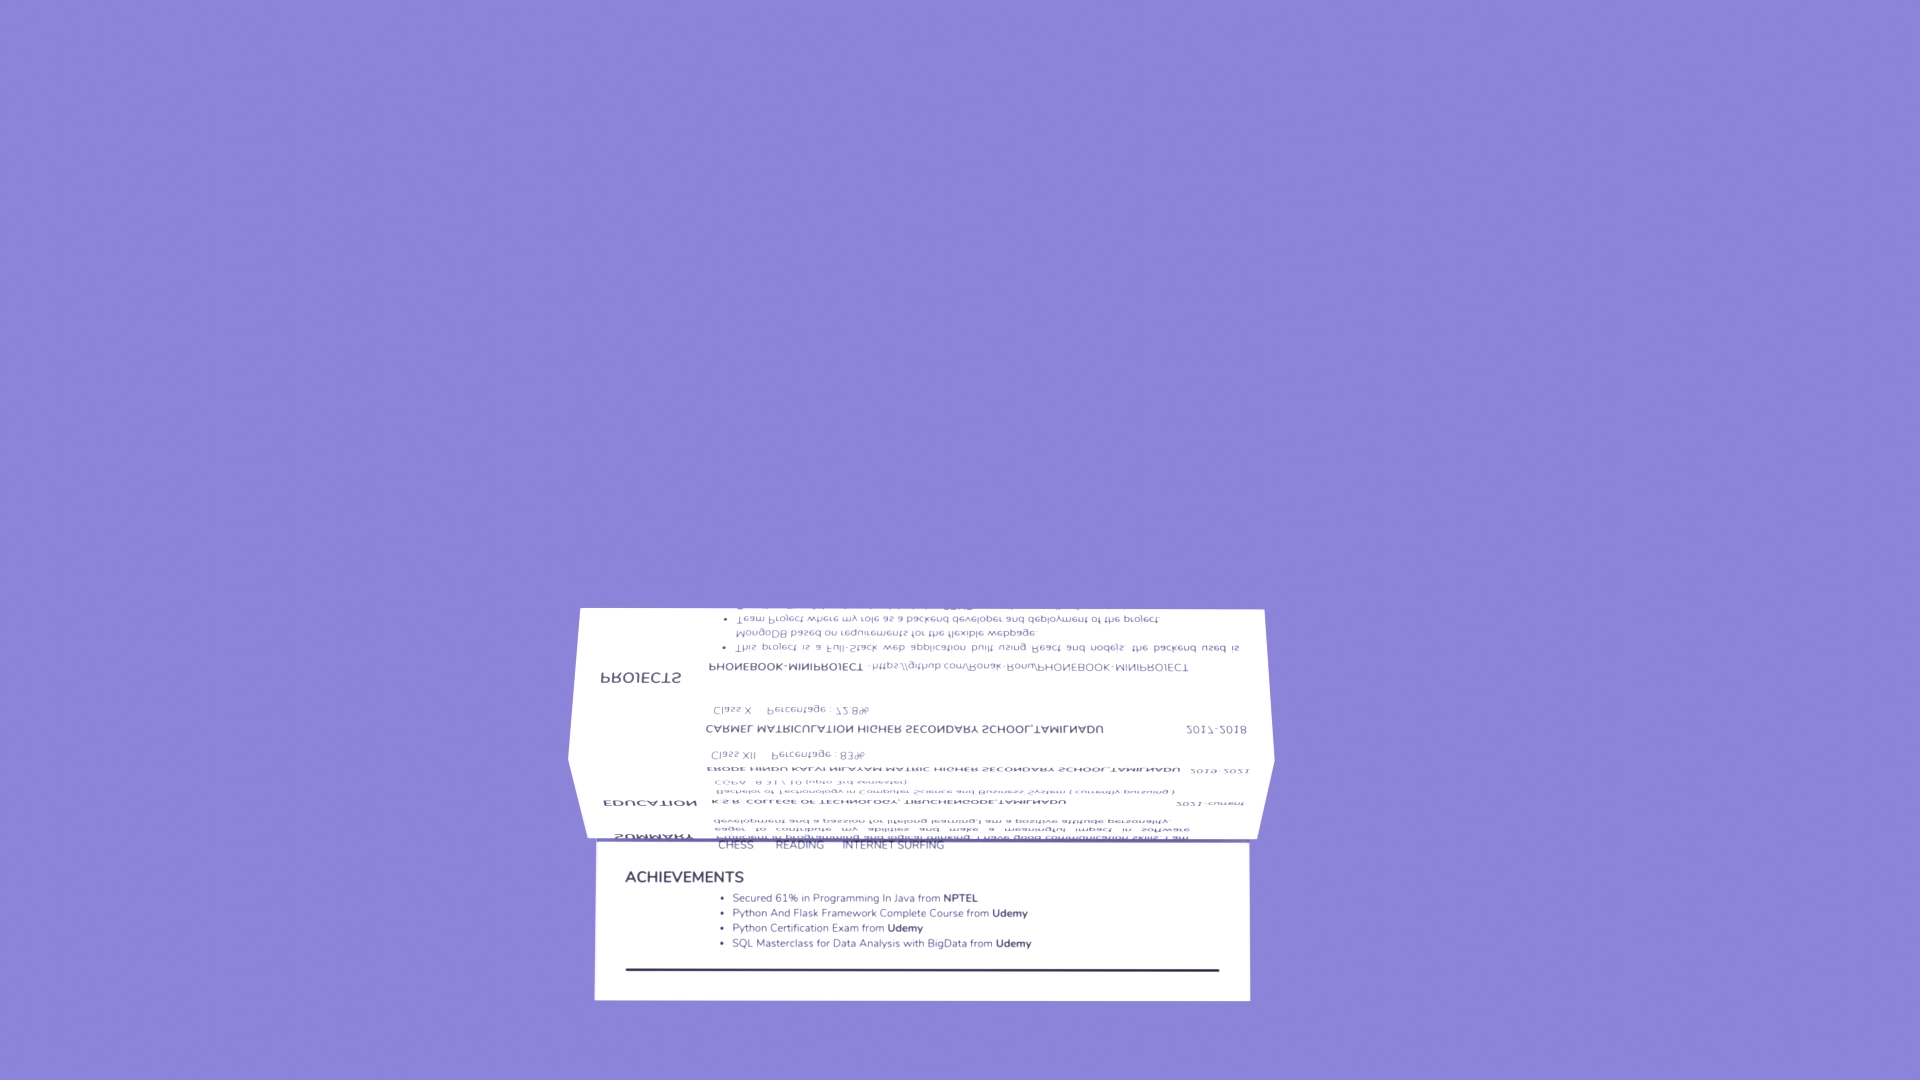 SUMMARY
Proficient in programming and logical thinking. I have good communication skills. I am
eager to contribute my abilities and make a meaningful impact in software
development and a passion for lifelong learning.I am a positive attitude personality.
EDUCATION K.S.R. COLLEGE OF TECHNOLOGY, TIRUCHENGODE,TAMILNADU 2021-current
Bachelor of Techonology in Computer Science and Business System ( currently pursuing )
CGPA : 8.31 / 10 (upto 3rd semester)
ERODE HINDU KALVI NILAYAM MATRIC HIGHER SECONDARY SCHOOL,TAMILNADU 2019-2021
Class XII Percentage : 83%
CARMEL MATRICULATION HIGHER SECONDARY SCHOOL,TAMILNADU 2017-2018
Class X Percentage : 72.8%
PROJECTS
PHONEBOOK-MINIPROJECT - https://github.com/Ronak-Ronu/PHONEBOOK-MINIPROJECT
• This project is a Full-Stack web application built using React and nodejs. the backend used is
MongoDB based on requirements for the flexible webpage.
• Team Project where my role as a backend developer and deployment of the project.
CHESS READING INTERNET SURFING
ACHIEVEMENTS
• Secured 61% in Programming In Java from NPTEL
• Python And Flask Framework Complete Course from Udemy
• Python Certification Exam from Udemy
• SQL Masterclass for Data Analysis with BigData from Udemy